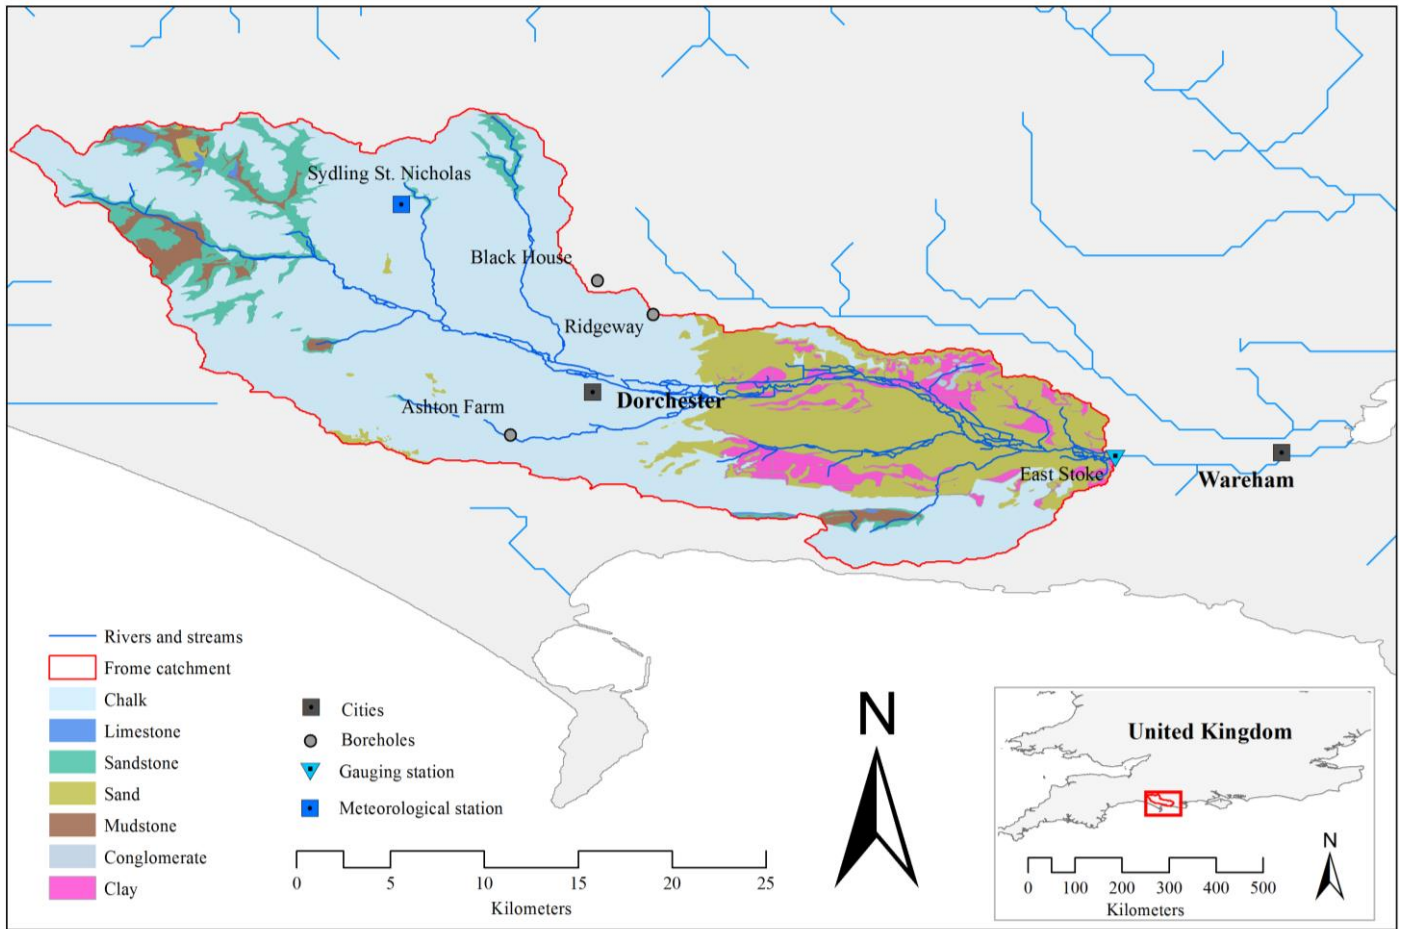 Sydling St. Nicholas
Black House
Ridgeway
Dorchester
Ashton Farm
East Stoke
Wareham
Rivers and streams
Frome catchment
Chalk
Limestone
Sandstone
Sand
Mudstone
Conglomerate
Clay
Cities
Boreholes
Gauging station
Meteorological station
0 5 10 15 20 25
Kilometers
N
United Kingdom
N
0 100 200 300 400 500
Kilometers